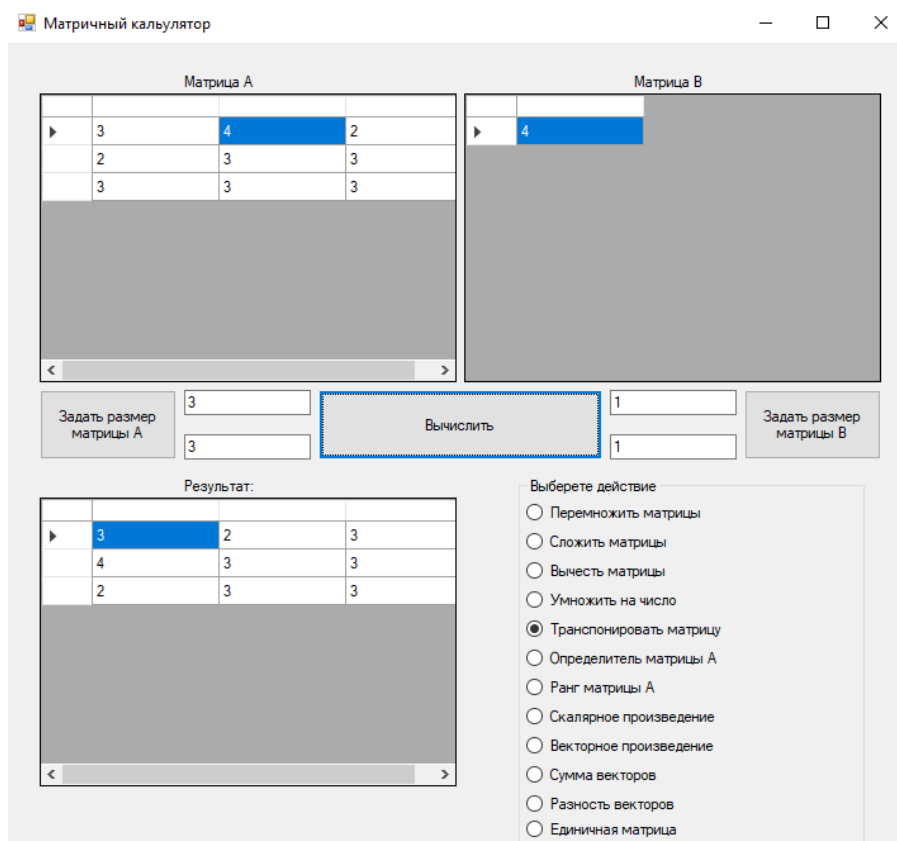 Матричный кальулятор
Матрица A
Матрица B
3 4 2
2 3 3
3 3 3
4
Задать размер
матрицы A
3
3
Вычислить
1
1
Задать размер
матрицы B
Результат:
3 2 3
4 3 3
2 3 3
Выберете действие
Перемножить матрицы
Сложить матрицы
Вычесть матрицы
Умножить на число
Транспонировать матрицу
Определитель матрицы A
Ранг матрицы A
Скалярное произведение
Векторное произведение
Сумма векторов
Разность векторов
Единичная матрица